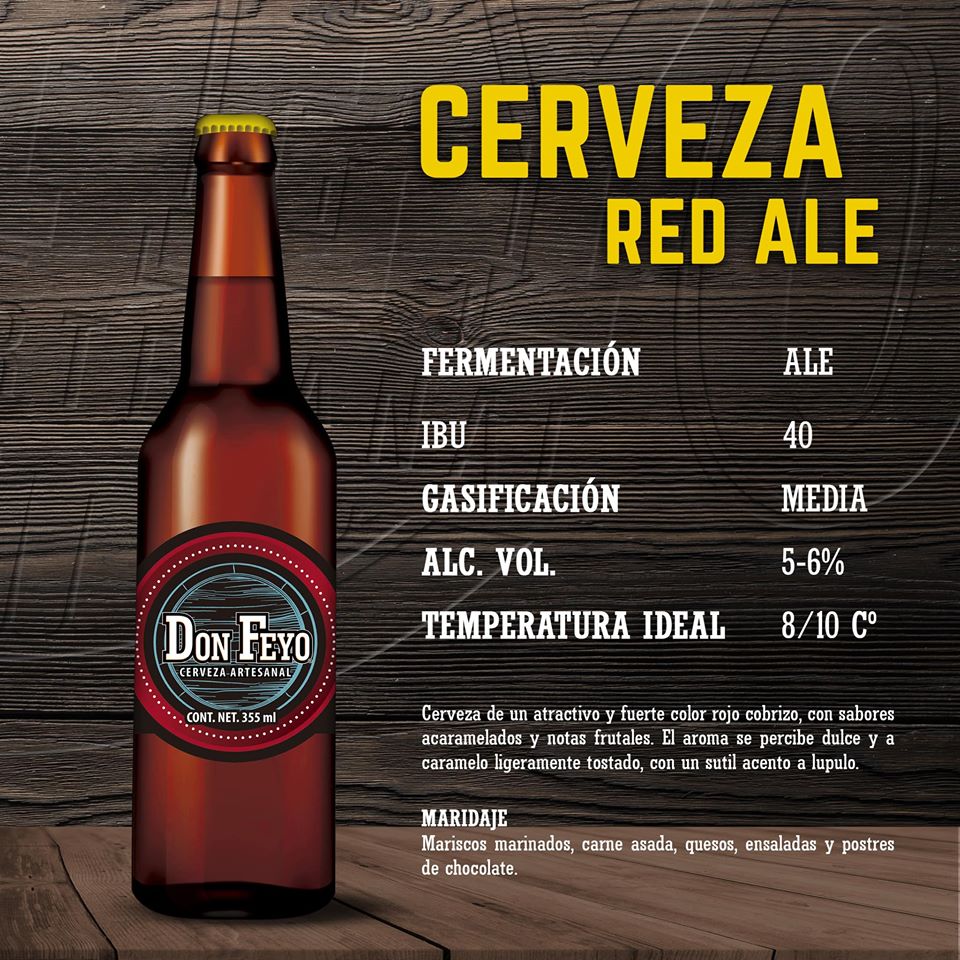 CERVEZA
RED ALE
FERMENTACIÓN ALE
IBU 40
GASIFICACIÓN MEDIA
ALC. VOL. 5-6%
TEMPERATURA IDEAL 8/10 Cº
DON FEYO
CERVEZA ARTESANAL
CONT. NET. 355 ml
Cerveza de un atractivo y fuerte color rojo cobrizo, con sabores
acaramelados y notas frutales. El aroma se percibe dulce y a
caramelo ligeramente tostado, con un sutil acento a lupulo.
MARIDAJE
Mariscos marinados, carne asada, quesos, ensaladas y postres
de chocolate.